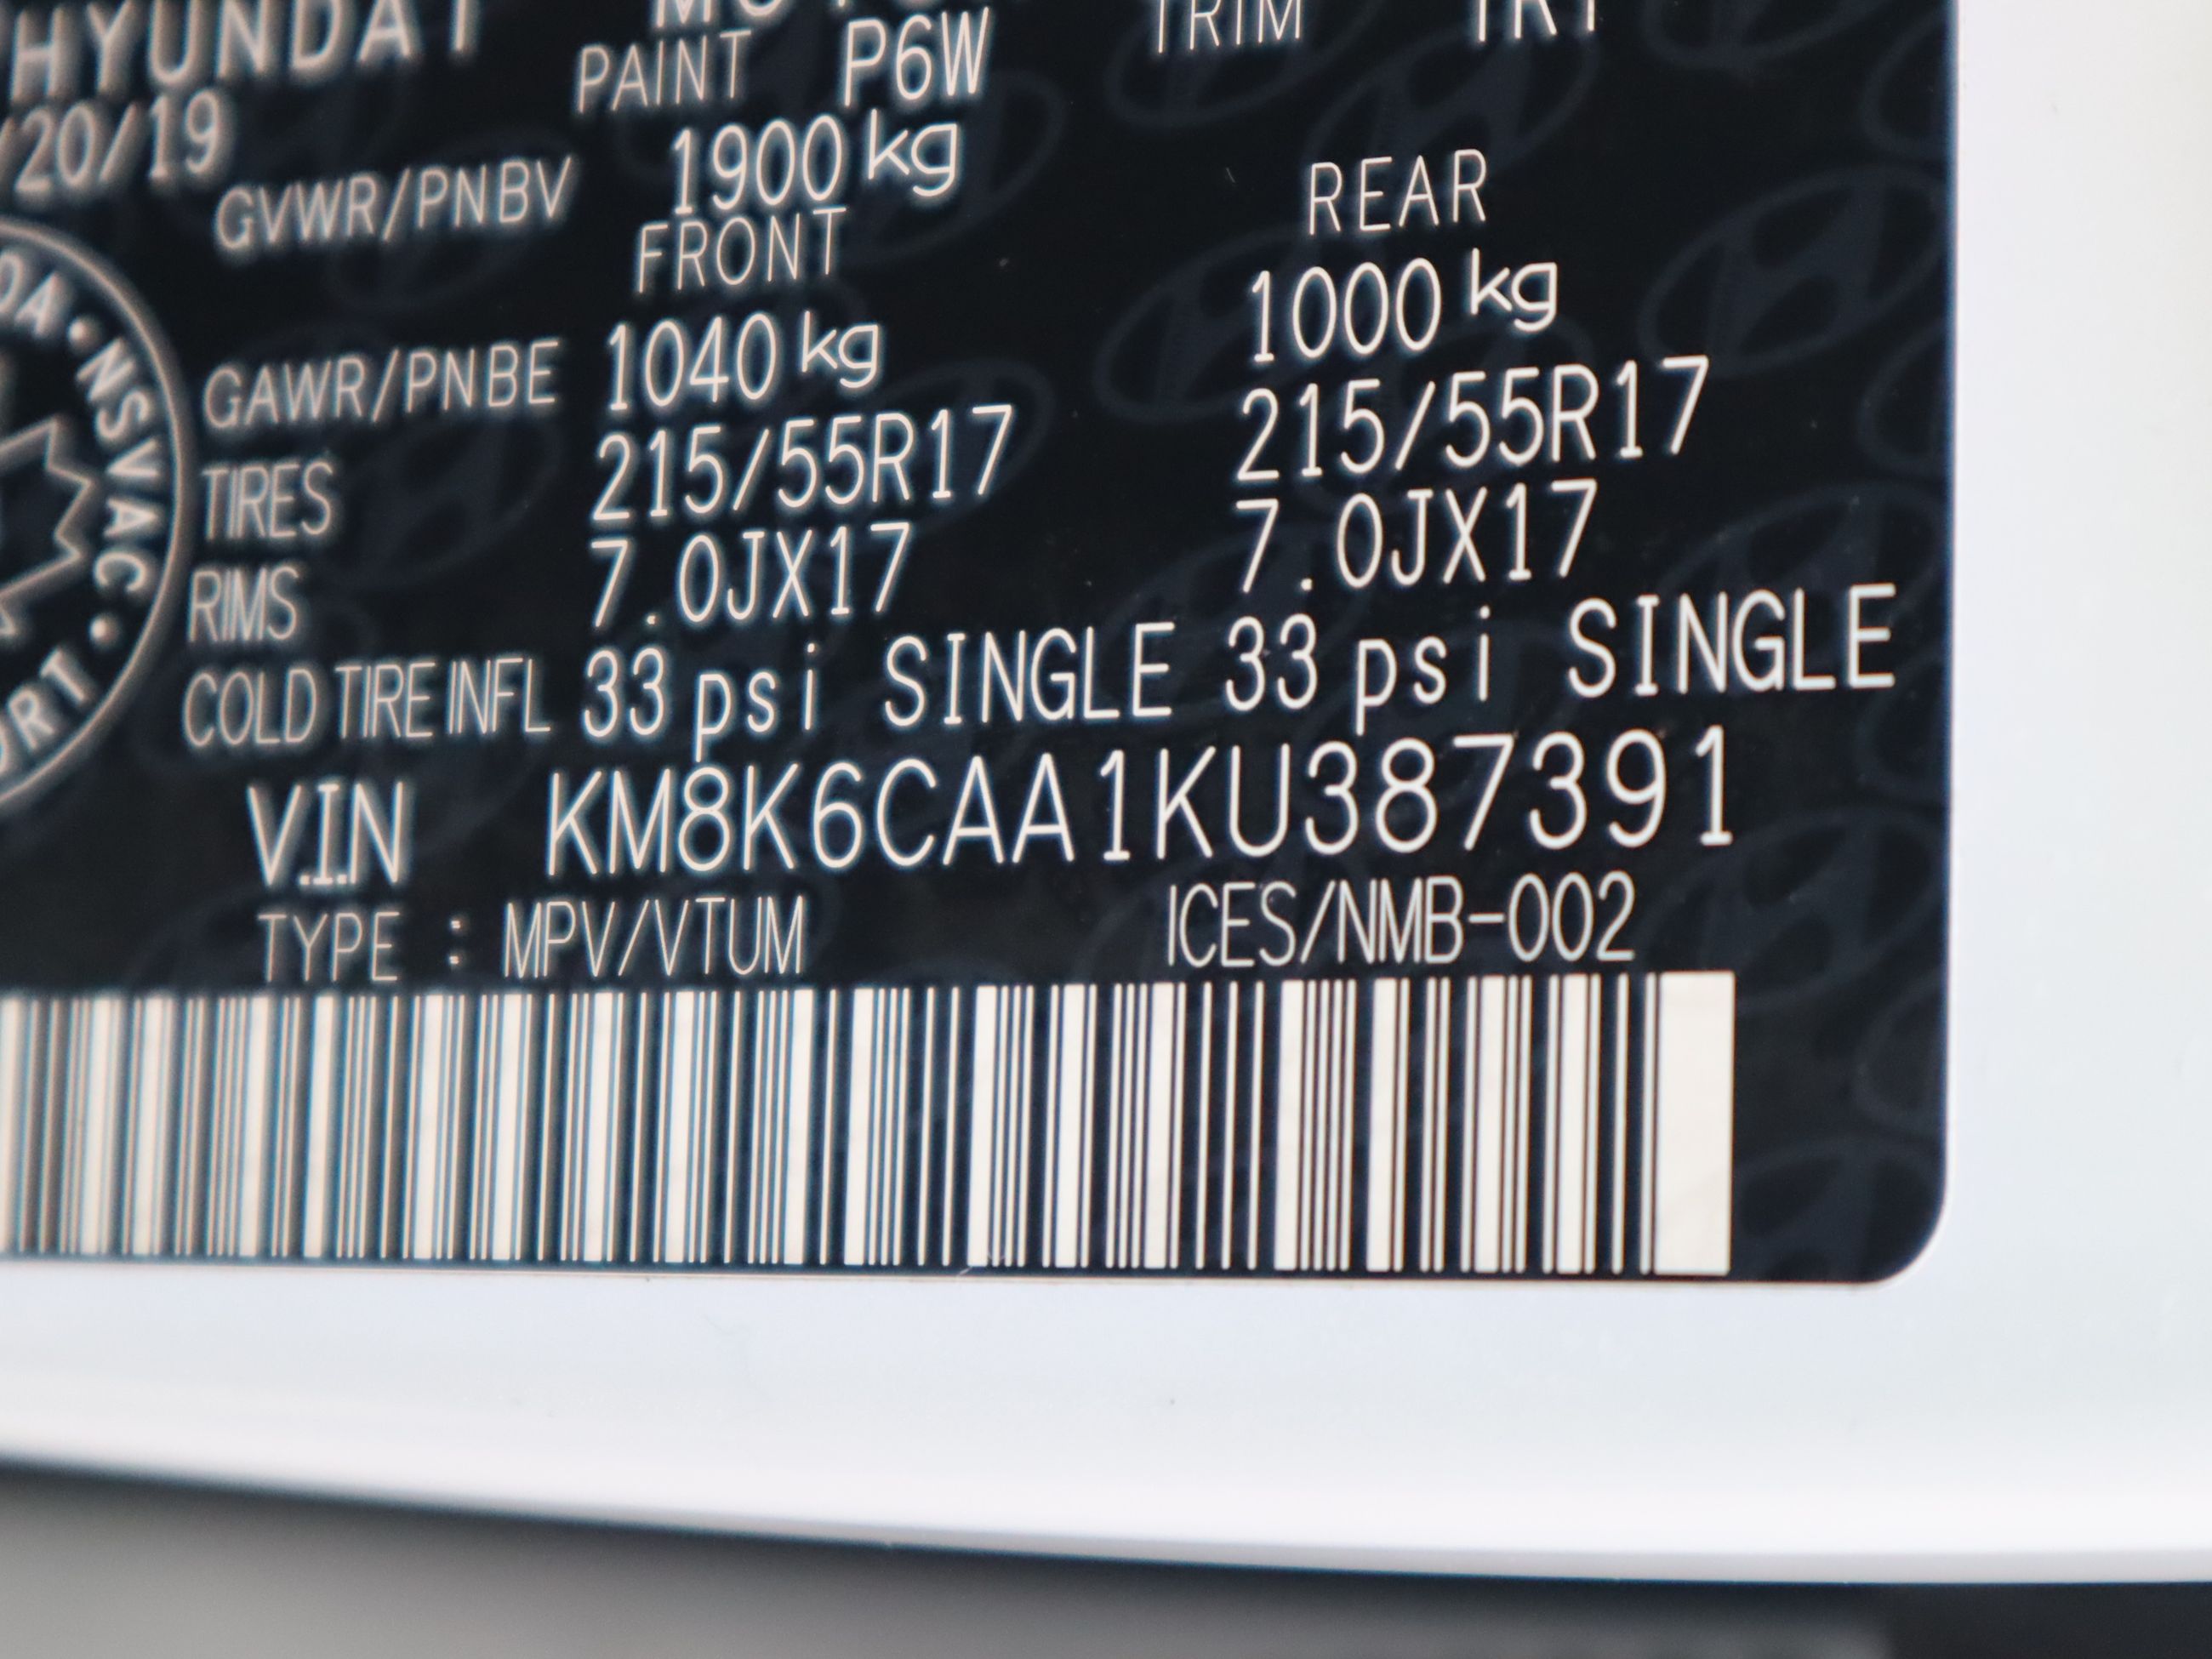 HYUNDAI
PAINT P6W TRIM
/20/19
GVWR/PNBV 1900 kg
FRONT REAR
GAWR/PNBE 1040 kg 1000 kg
TIRES 215/55R17 215/55R17
RIMS 7.0JX17 7.0JX17
COLD TIRE INFL 33 psi SINGLE 33 psi SINGLE
V.I.N KM8K6CAA1KU387391
TYPE : MPV/VTUM ICES/NMB-002
DA • NSVAC •